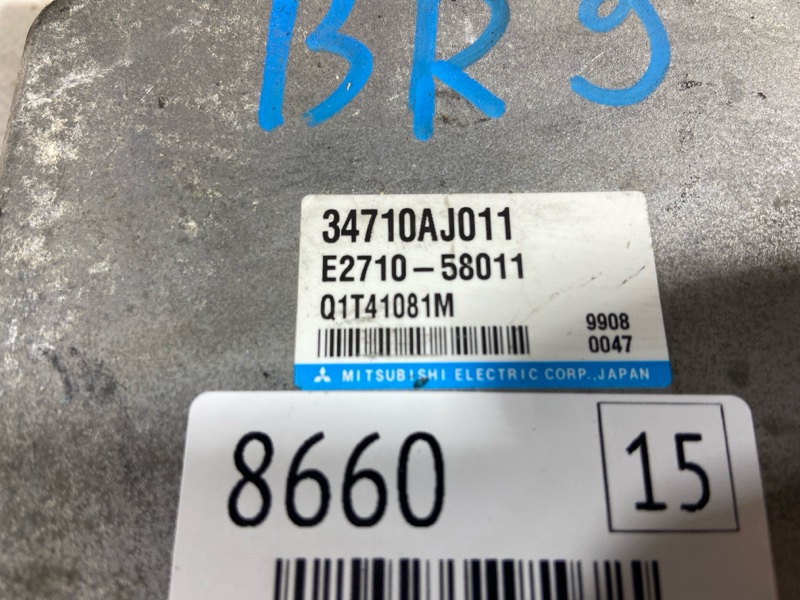 BR9
34710AJ011
E2710-58011
Q1T41081M
9908
0047
MITSUBISHI ELECTRIC CORP., JAPAN
8660
15